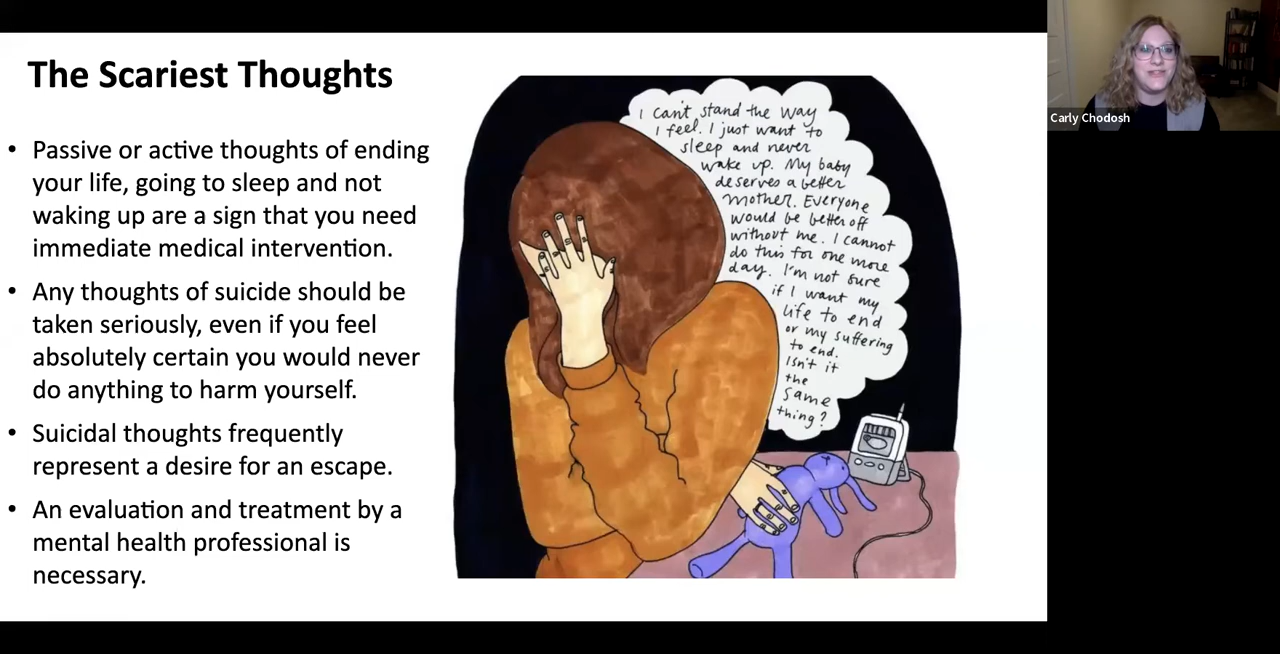 The Scariest Thoughts
• Passive or active thoughts of ending
your life, going to sleep and not
waking up are a sign that you need
immediate medical intervention.
• Any thoughts of suicide should be
taken seriously, even if you feel
absolutely certain you would never
do anything to harm yourself.
• Suicidal thoughts frequently
represent a desire for an escape.
• An evaluation and treatment by a
mental health professional is
necessary.
I can't stand the way
I feel. I just want to
sleep and never
wake up. My baby
deserves a better
mother. Everyone
would be better off
without me. I cannot
do this for one more
day. I'm not sure
if I want my
life to end
or my suffering
to end.
Isn't it
the
same
thing?
Carly Chodosh